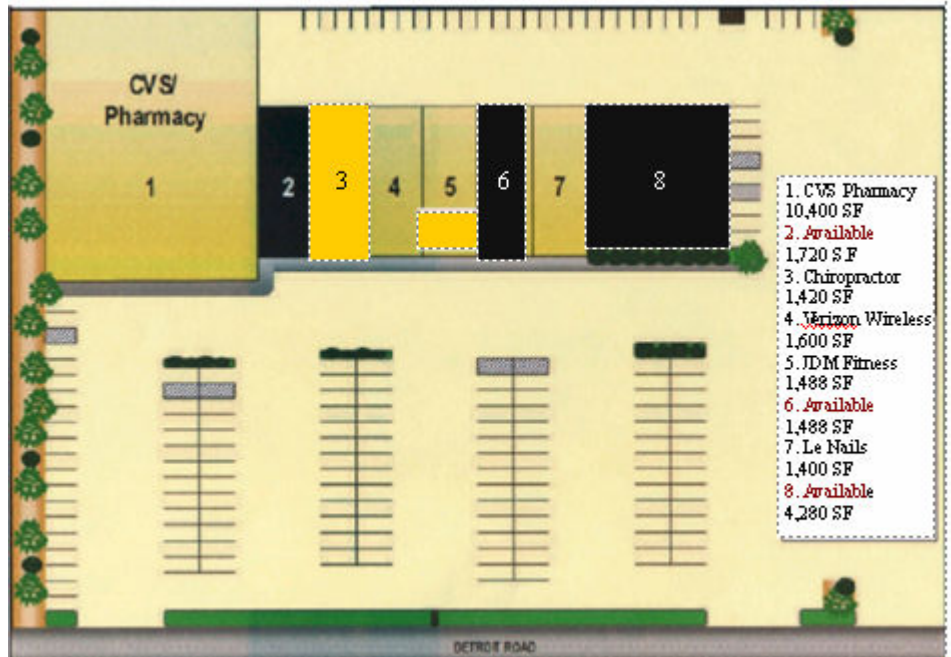 CVS/
Pharmacy
1
2
3
4
5
6
7
8
1. CVS Pharmacy
10,400 SF
2. Available
1,720 S.F
3. Chiropractor
1,420 SF
4. Verizon Wireless
1,600 SF
5. JDM Fitness
1,488 SF
6. Available
1,488 SF
7. Le Nails
1,400 SF
8. Available
4,280 SF
DETROIT ROAD